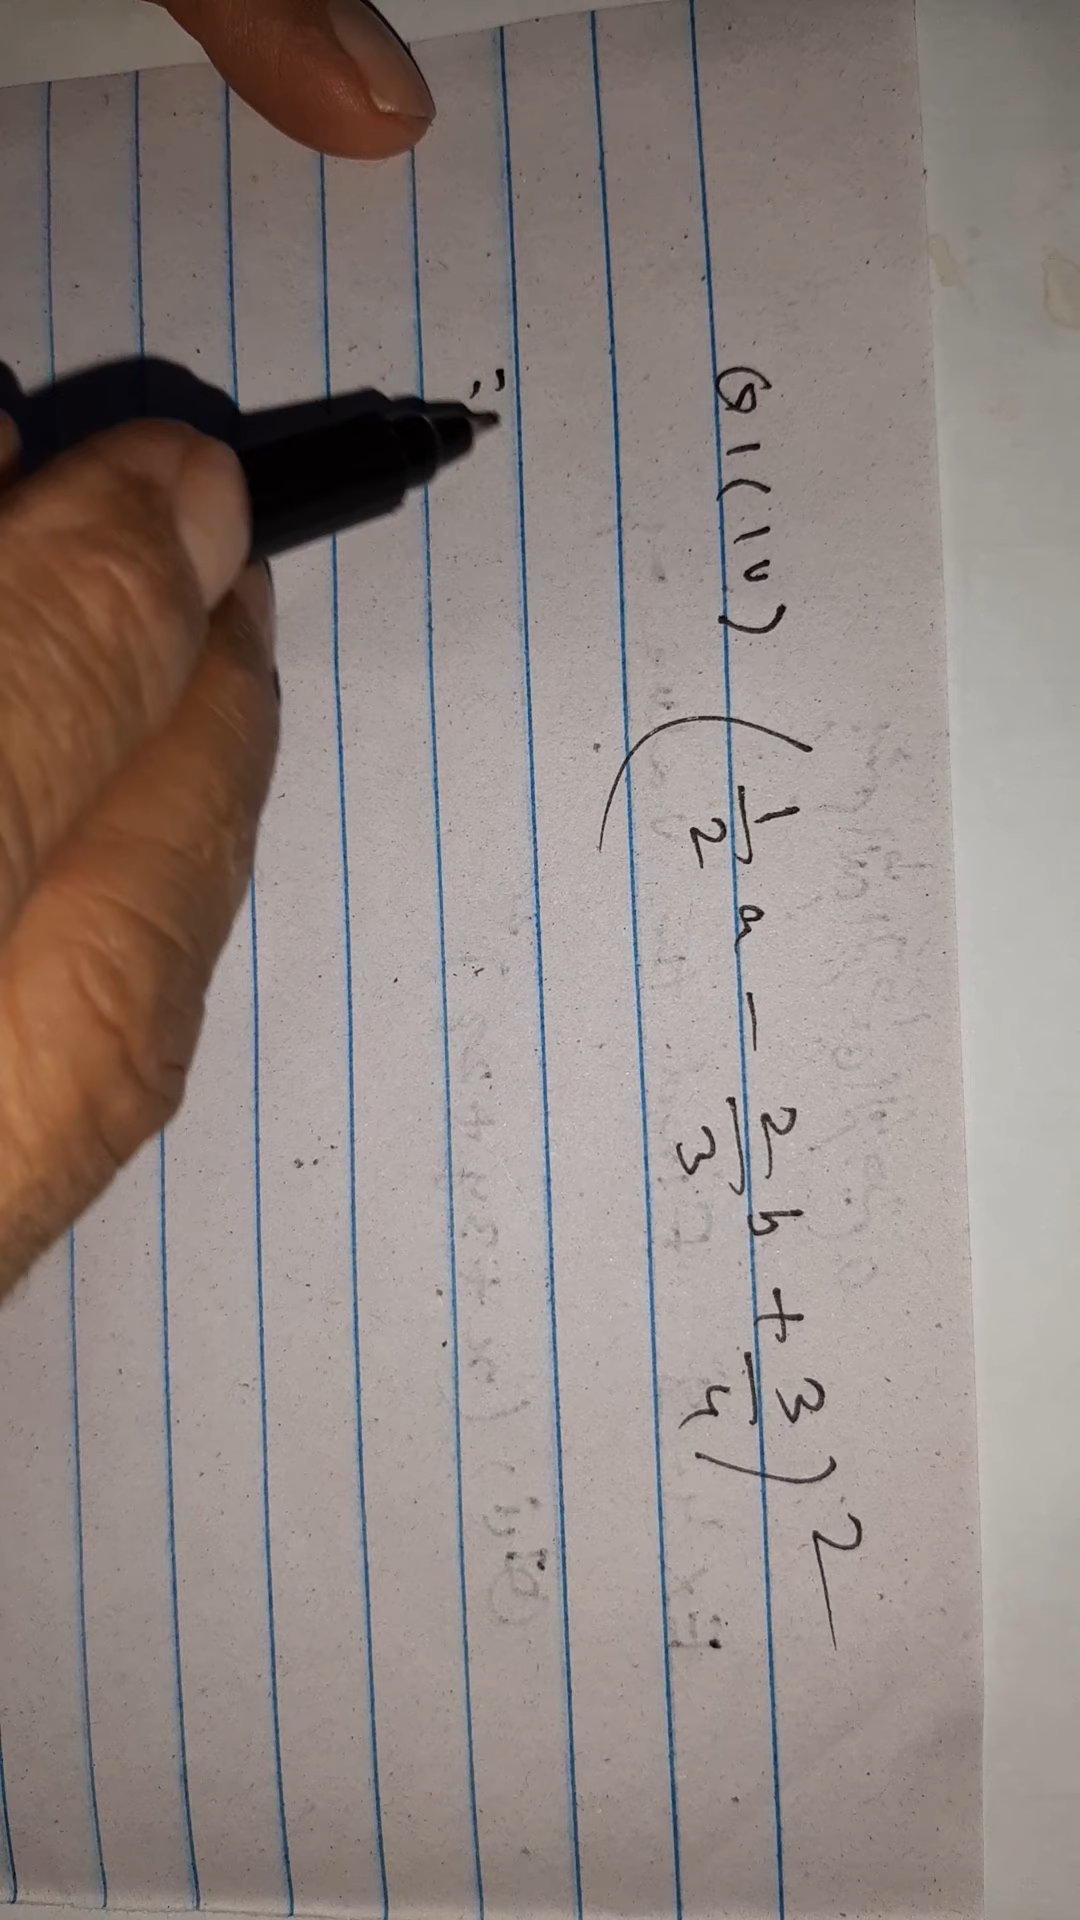 Q1(iv) (1/2 a - 2/3 b + 3/4)2